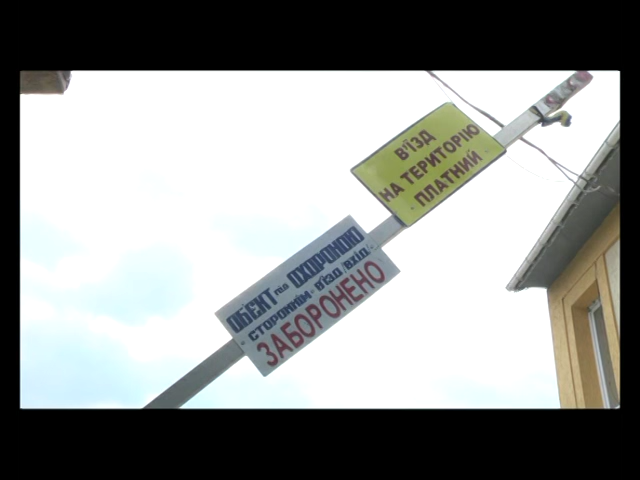 В'ЇЗД
НА ТЕРИТОРІЮ
ПЛАТНИЙ
ОБ'ЄКТ під ОХОРОНОЮ
СТОРОННІМ В'ЇЗД/ВХІД
ЗАБОРОНЕНО